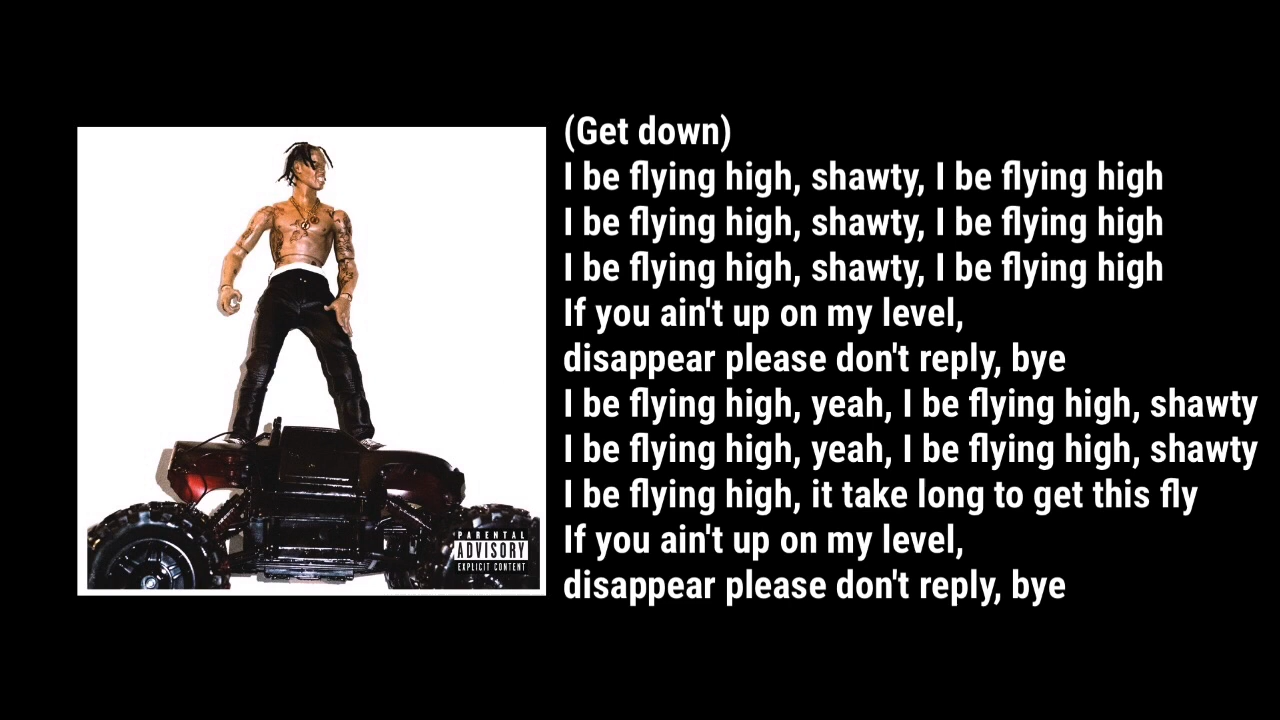 (Get down)
I be flying high, shawty, I be flying high
I be flying high, shawty, I be flying high
I be flying high, shawty, I be flying high
If you ain't up on my level,
disappear please don't reply, bye
I be flying high, yeah, I be flying high, shawty
I be flying high, yeah, I be flying high, shawty
I be flying high, it take long to get this fly
If you ain't up on my level,
disappear please don't reply, bye
PARENTAL
ADVISORY
EXPLICIT CONTENT